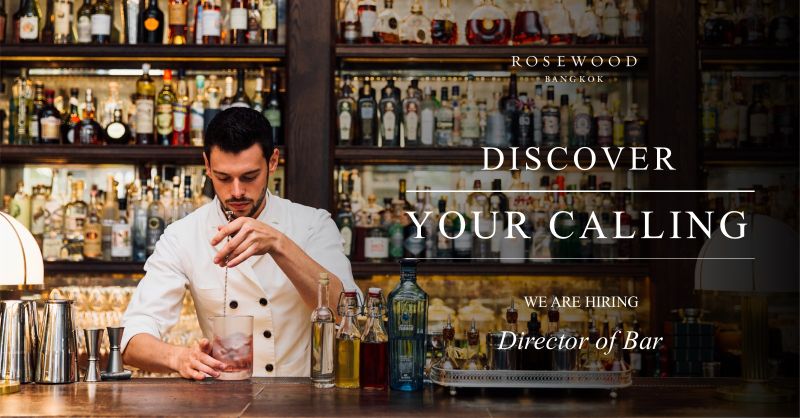 ROSEWOOD
BANGKOK
DISCOVER
YOUR CALLING
WE ARE HIRING
Director of Bar